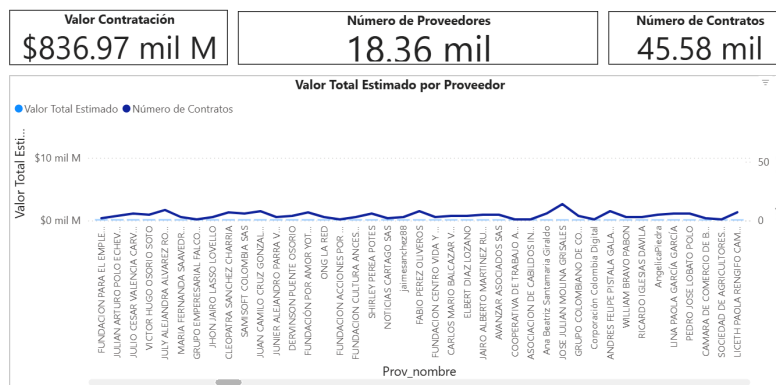 Valor Contratación
$836.97 mil M
Número de Proveedores
18.36 mil
Número de Contratos
45.58 mil
Valor Total Estimado por Proveedor
Valor Total Estimado
Número de Contratos
Valor Total Esti...
$10 mil M
$0 mil M
50
0
FUNDACION PARA EL EMPLE...
JULIAN ARTURO POLO ECHEV...
JULIO CESAR VALENCIA CARV...
VICTOR HUGO OSORIO SOTO
JULY ALEJANDRA ALVAREZ RO...
MARIA FERNANDA SAAVEDR...
GRUPO EMPERESARIAL FALCO...
JHON JAIRO LASSO LOVELLO
CLEOPATRA SANCHEZ CHARRIA
SAMI SOFT COLOMBIA SAS
JUAN CAMILO CRUZ GONZAL...
JUNIER ALEJANDRO PARRA V...
DERMINSON PUENTE OSORIO
FUNDACIÓN POR AMOR YOT...
ONG LA RED
FUNDACION ACCIONES POR ...
FUNDACION CULTURA ANCES...
SHIRLEY PEREA POTES
NOTICIAS CARTAGO SAS
jaimesanchez88
FABIO PEREZ OLIVEROS
FUNDACION CENTRO VIDA Y ...
CARLOS MARIO BALCAZAR V...
ELBERT DIAZ LOZANO
JAIRO ALBERTO MARTINEZ RU...
AVANZAR ASOCIADOS SAS
COOPERATIVA DE TRABAJO A...
ASOCIACION DE CABILDOS IN...
Ana Beatriz Santamaria Giraldo
JOSE JULIAN MOLINA GRISALES
GRUPO COLOMBIANO DE CO...
Corporación Colombia Digital
ANDRES FELIPE PISTALA GALA...
WILLIAM BRAVO PABON
RICARDO IGLESIAS DAVILA
AngelicaPiedra
LINA PAOLA GARCÍA GARCÍA
PEDRO JOSE LOBATO POLO
CAMARA DE COMERCIO DE B...
SOCIEDAD DE AGRICULTORES...
LICETH PAOLA RENGIFO CAM...
Prov_nombre